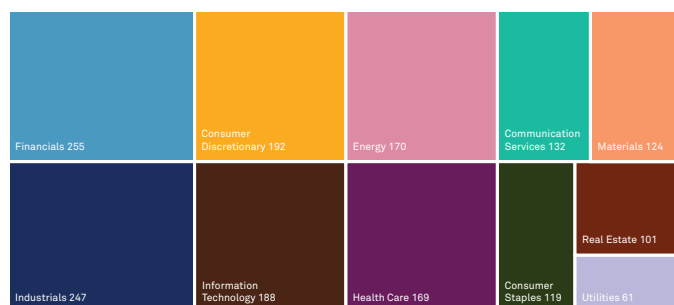 Financials 255
Consumer
Discretionary 192
Energy 170
Communication
Services 132
Materials 124
Industrials 247
Information
Technology 188
Health Care 169
Consumer
Staples 119
Real Estate 101
Utilities 61